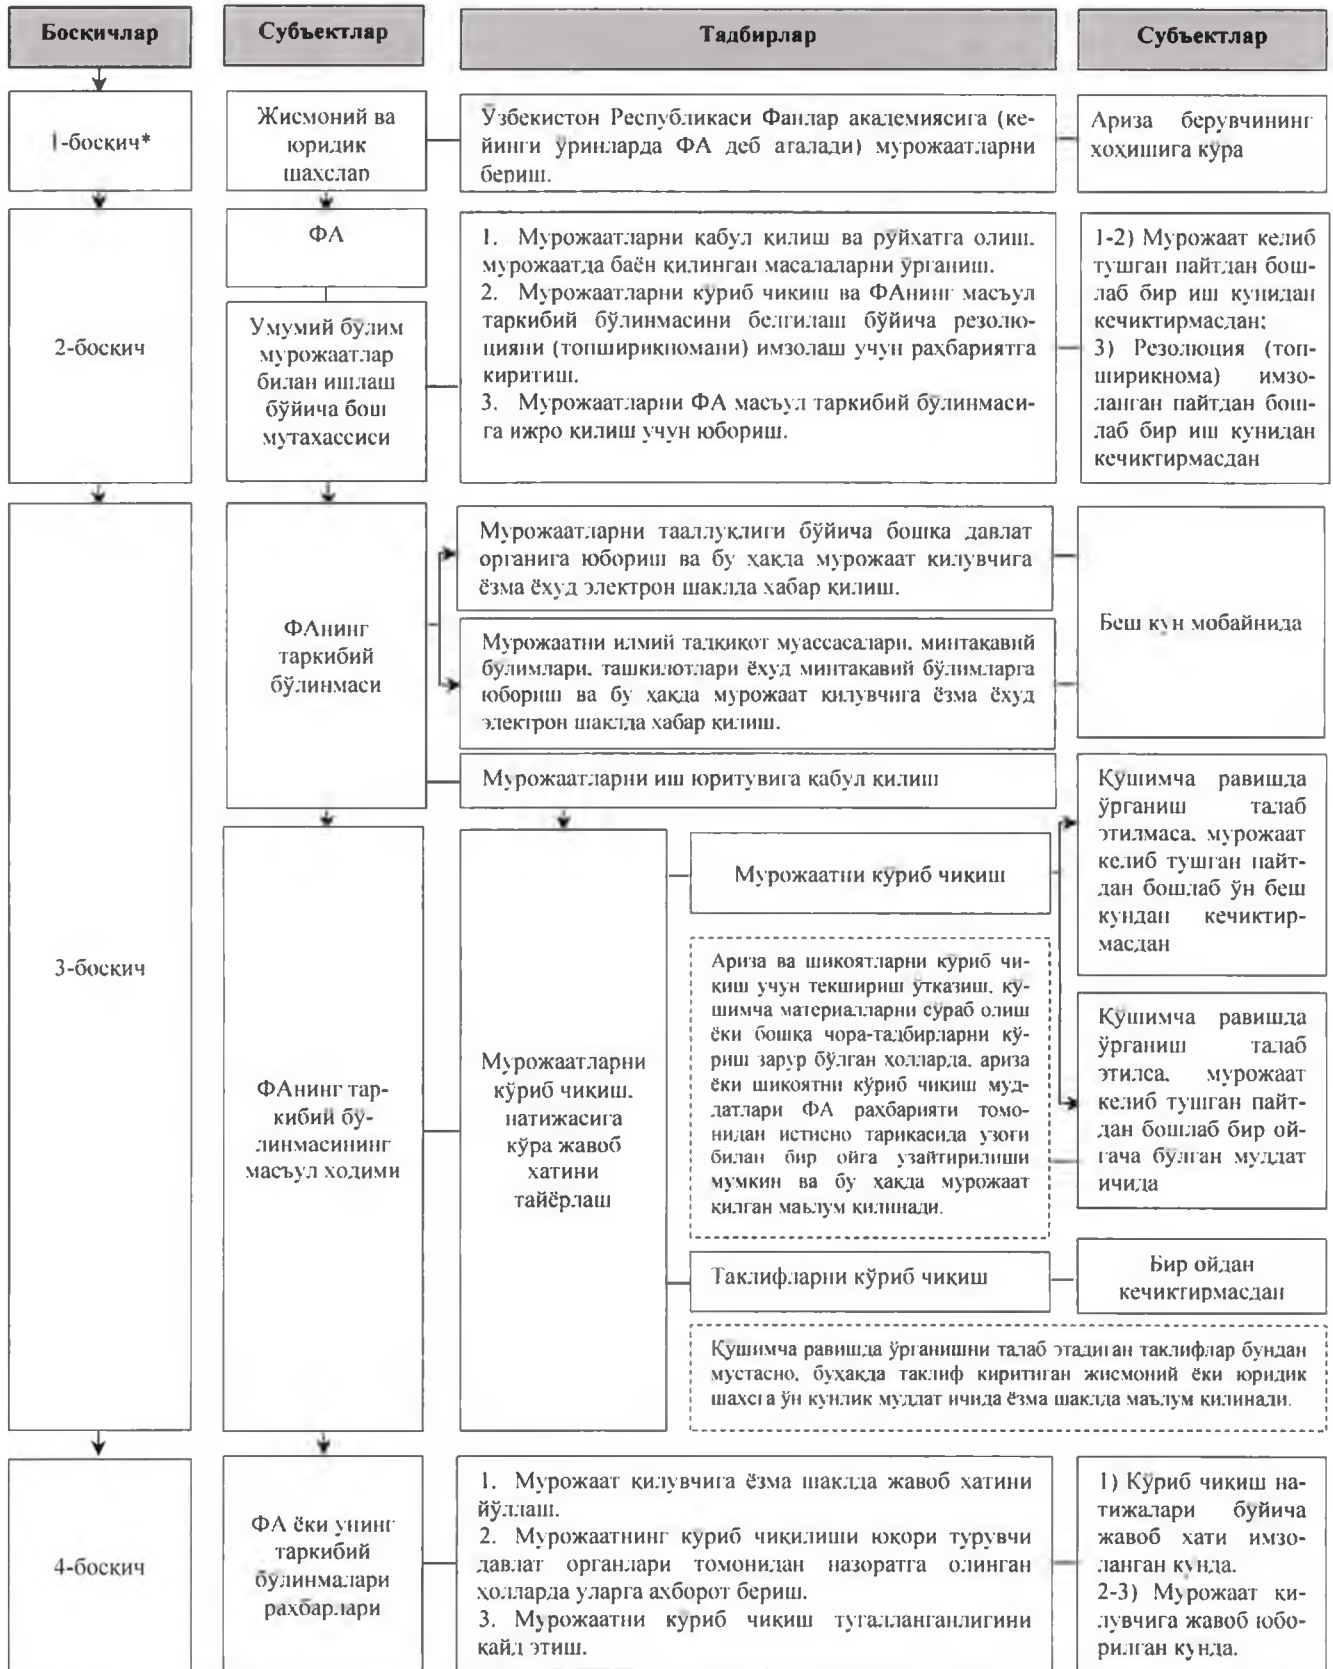 Босқичлар
Субъектлар
Тадбирлар
Субъектлар
1-боскич*
Жисмоний ва
юридик
шахслар
Ўзбекистон Республикаси Фанлар академиясига (ке-
йинги ўринларда ФА деб аталади) мурожаатларни
бериш.
Ариза берувчининг
хоҳишига кўра
2-боскич
ФА
Умумий бўлим
мурожаатлар
билан ишлаш
бўйича бош
мутахассиси
1. Мурожаатларни қабул қилиш ва рўйхатга олиш.
мурожаатда баён қилинган масалаларни ўрганиш.
2. Мурожаатларни кўриб чиқиш ва ФАнинг масъул
таркибий бўлинмасини белгилаш бўйича резолю-
цияни (топшириқномани) имзолаш учун раҳбариятга
киритиш.
3. Мурожаатларни ФА масъул таркибий бўлинмаси-
га ижро қилиш учун юбориш.
1-2) Мурожаат келиб
тушган пайтдан бош-
лаб бир иш кунидан
кечиктирмасдан;
3) Резолюция (топ-
шириқнома) имзо-
ланган пайтдан бош-
лаб бир иш кунидан
кечиктирмасдан
3-боскич
ФАнинг
таркибий
бўлинмаси
Мурожаатларни тааллуқлиги бўйича бошқа давлат
органига юбориш ва бу ҳақда мурожаат қилувчига
ёзма ёхуд электрон шаклда хабар қилиш.
Мурожаатни илмий тадқиқот муассасалари, минтақавий
бўлимлари, ташкилотлари ёхуд минтақавий бўлимларга
юбориш ва бу ҳақда мурожаат қилувчига ёзма ёхуд
электрон шаклда хабар қилиш.
Беш кун мобайнида
Мурожаатларни иш юритувига қабул қилиш
ФАнинг тар-
кибий бў-
линмасининг
масъул ходими
Мурожаатларни
кўриб чиқиш.
натижасига
кўра жавоб
хатини
тайёрлаш
Мурожаатни кўриб чиқиш
Қўшимча равишда
ўрганиш талаб
этилмаса, мурожаат
келиб тушган пайт-
дан бошлаб ўн беш
кундан кечиктир-
масдан
Ариза ва шикоятларни кўриб чи-
қиш учун текшириш ўтказиш, қў-
шимча материалларни сўраб олиш
ёки бошқа чора-тадбирларни кў-
риш зарур бўлган ҳолларда, ариза
ёки шикоятни кўриб чиқиш муд-
датлари ФА раҳбарияти томо-
нидан истисно тариқасида узоғи
билан бир ойга узайтирилиши
мумкин ва бу ҳақда мурожаат
қилган маълум қилинади.
Қўшимча равишда
ўрганиш талаб
этилса, мурожаат
келиб тушган пайт-
дан бошлаб бир ой-
гача бўлган муддат
ичида
Таклифларни кўриб чиқиш
Бир ойдан
кечиктирмасдан
Қўшимча равишда ўрганишни талаб этадиган таклифлар бундан
мустасно, буҳақда таклиф киритган жисмоний ёки юридик
шахсга ўн кунлик муддат ичида ёзма шаклда маълум қилинади.
4-боскич
ФА ёки унинг
таркибий
бўлинмалари
раҳбарлари
1. Мурожаат қилувчига ёзма шаклда жавоб хатини
йўллаш.
2. Мурожаатнинг кўриб чиқилиши юқори турувчи
давлат органлари томонидан назоратга олинган
ҳолларда уларга ахборот бериш.
3. Мурожаатни кўриб чиқиш тугалланганлигини
қайд этиш.
1) Кўриб чиқиш на-
тижалари бўйича
жавоб хати имзо-
ланган кунда.
2-3) Мурожаат қи-
лувчига жавоб юбо-
рилган кунда.